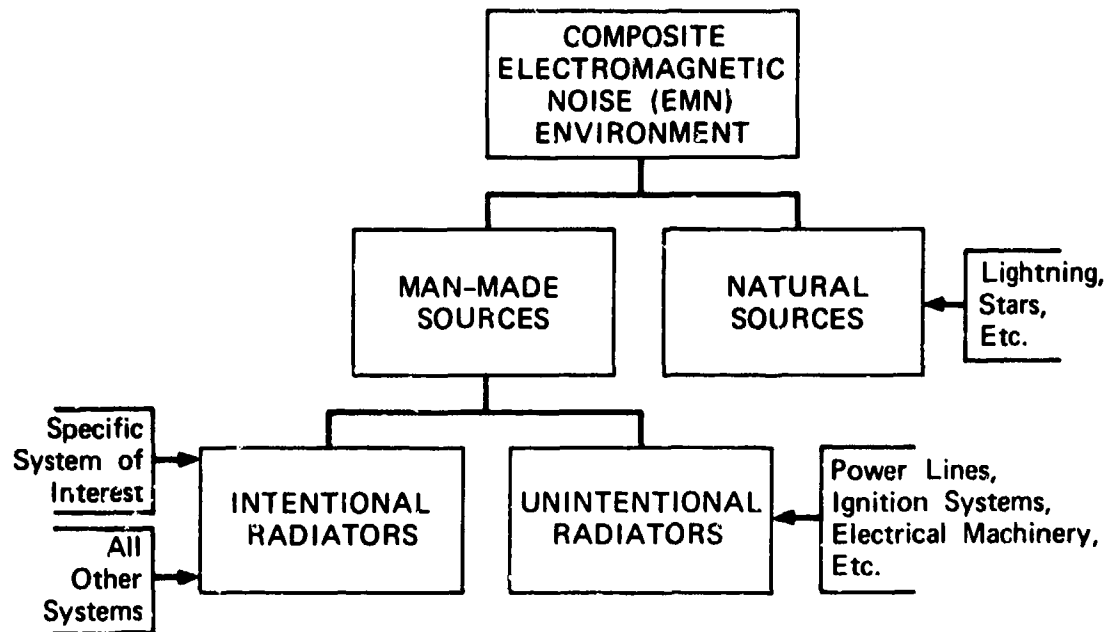 COMPOSITE
ELECTROMAGNETIC
NOISE (EMN)
ENVIRONMENT
MAN-MADE
SOURCES
NATURAL
SOURCES
Lightning,
Stars,
Etc.
Specific
System of
Interest
All
Other
Systems
INTENTIONAL
RADIATORS
UNINTENTIONAL
RADIATORS
Power Lines,
Ignition Systems,
Electrical Machinery,
Etc.